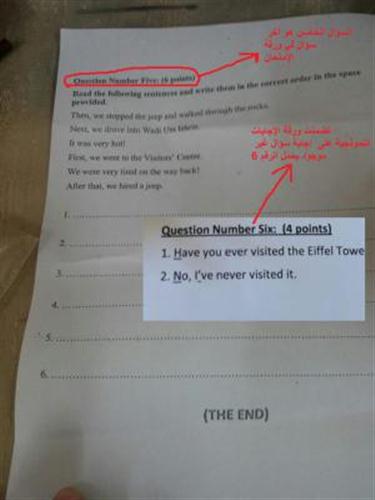 السؤال الخامس هو آخر
سؤال في ورقة
الإمتحان
Question Number Five: (6 points)
Read the following sentences and write them in the correct order in the space
provided.
Then, we stopped the jeep and walked through the rocks.
Next, we drove into Wadi Um Ishrin.
It was very hot!
First, we went to the Visitors' Centre.
We were very tired on the way back!
After that, we hired a jeep.
تضمنت ورقة الإجابات
النموذجية على إجابة سؤال غير
موجود يحمل الرقم 6
1.
2.
3.
4.
5.
6.
Question Number Six: (4 points)
1. Have you ever visited the Eiffel Towe
2. No, I've never visited it.
(THE END)